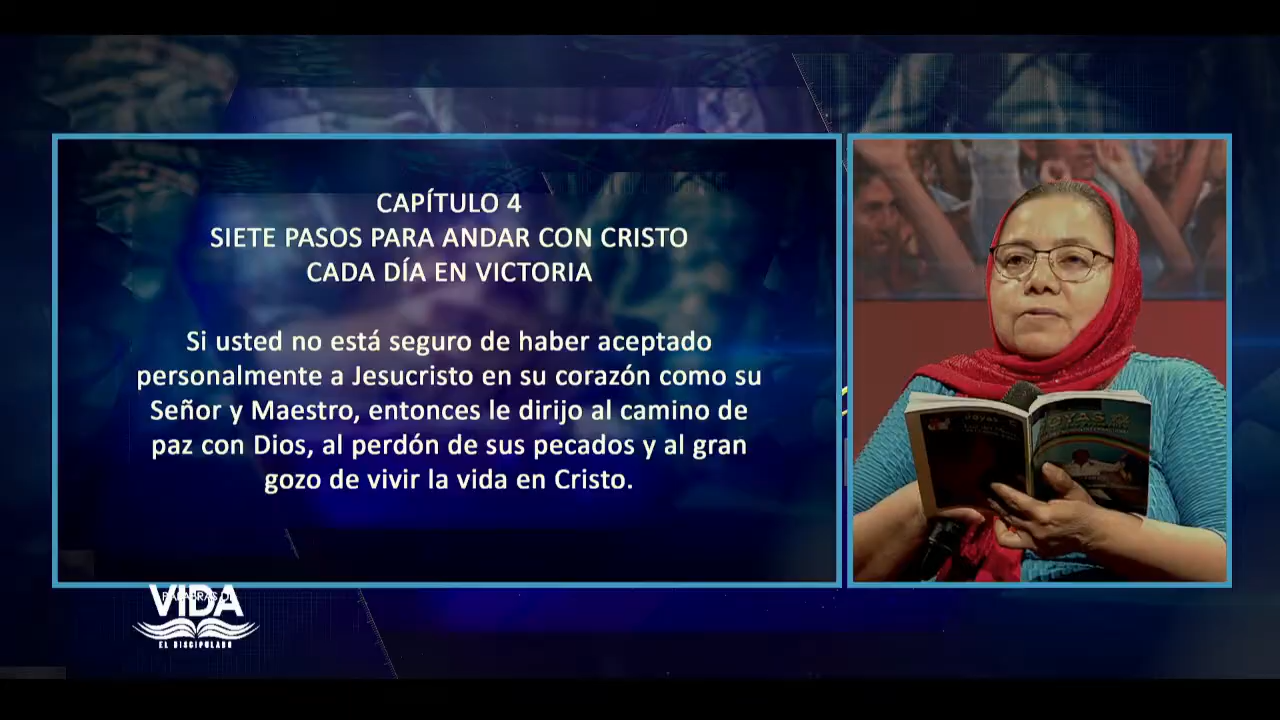 CAPÍTULO 4
SIETE PASOS PARA ANDAR CON CRISTO
CADA DÍA EN VICTORIA
Si usted no está seguro de haber aceptado
personalmente a Jesucristo en su corazón como su
Señor y Maestro, entonces le dirijo al camino de
paz con Dios, al perdón de sus pecados y al gran
gozo de vivir la vida en Cristo.
PALABRAS DE
VIDA
EL DISCIPULADO